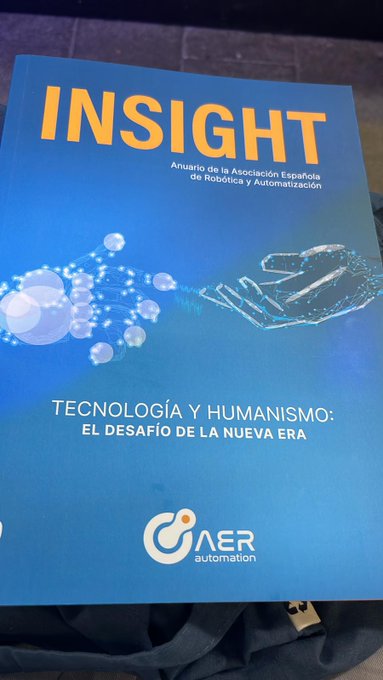 INSIGHT
Anuario de la Asociación Española
de Robótica y Automatización
TECNOLOGÍA Y HUMANISMO:
EL DESAFÍO DE LA NUEVA ERA
AER
automation